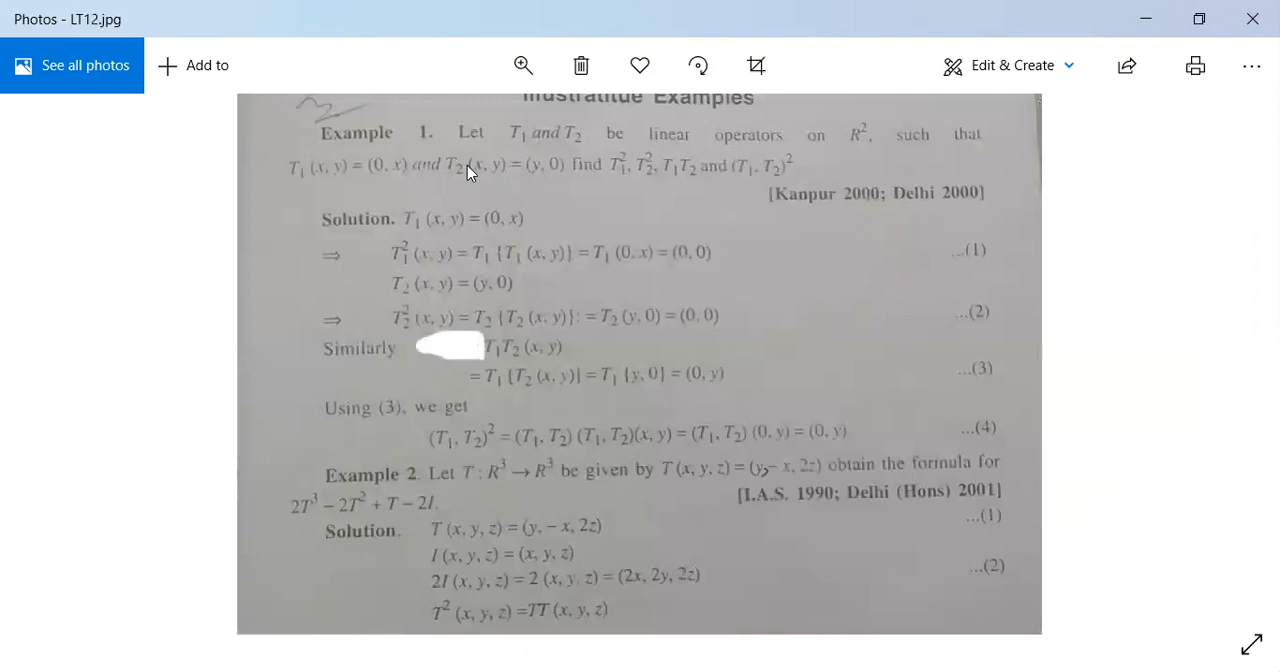 Photos - LT12.jpg
See all photos
Add to
Edit & Create
Illustratitue Examples
Example 1. Let T₁ and T₂ be linear operators on R², such that
T₁ (x, y) = (0, x) and T₂ (x, y) = (y, 0) find T₁², T₂², T₁T₂ and (T₁, T₂)²
[Kanpur 2000; Delhi 2000]
Solution. T₁ (x, y) = (0, x)
⇒ T₁² (x, y) = T₁ {T₁ (x, y)} = T₁ (0, x) = (0, 0) ...(1)
T₂ (x, y) = (y, 0)
⇒ T₂² (x, y) = T₂ {T₂ (x, y)}: = T₂ (y, 0) = (0, 0) ...(2)
Similarly T₁T₂ (x, y)
= T₁ [T₂ (x, y)] = T₁ {y, 0} = (0, y) ...(3)
Using (3), we get
(T₁, T₂)² = (T₁, T₂) (T₁, T₂)(x, y) = (T₁, T₂) (0, y) = (0, y) ...(4)
Example 2. Let T : R³ → R³ be given by T (x, y, z) = (y, - x, 2z) obtain the formula for
2T³ – 2T² + T – 2I. [I.A.S. 1990; Delhi (Hons) 2001]
Solution. T (x, y, z) = (y, – x, 2z) ...(1)
I (x, y, z) = (x, y, z)
2I (x, y, z) = 2 (x, y, z) = (2x, 2y, 2z) ...(2)
T² (x, y, z) =TT (x, y, z)